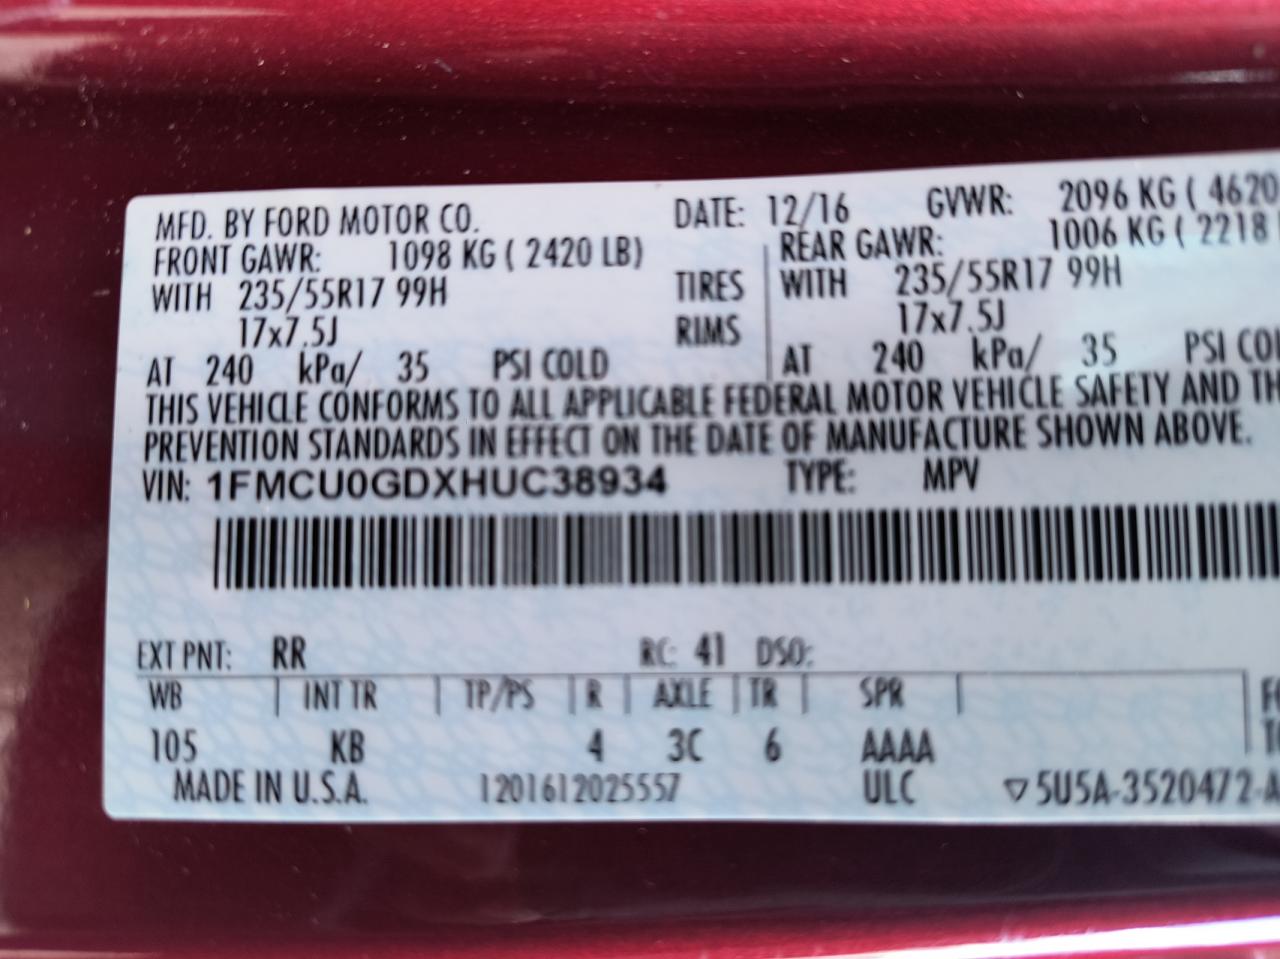 MFD. BY FORD MOTOR CO. DATE: 12/16 GVWR: 2096 KG ( 4620
FRONT GAWR: 1098 KG ( 2420 LB) REAR GAWR: 1006 KG ( 2218
WITH 235/55R17 99H TIRES WITH 235/55R17 99H
17x7.5J RIMS 17x7.5J
AT 240 kPa/ 35 PSI COLD AT 240 kPa/ 35 PSI COL
THIS VEHICLE CONFORMS TO ALL APPLICABLE FEDERAL MOTOR VEHICLE SAFETY AND TH
PREVENTION STANDARDS IN EFFECT ON THE DATE OF MANUFACTURE SHOWN ABOVE.
VIN: 1FMCU0GDXHUC38934 TYPE: MPV
EXT PNT: RR RC: 41 DSO:
WB INT TR TP/PS R AXLE TR SPR
105 KB 4 3C 6 AAAA
MADE IN U.S.A. 1201612025557 ULC ▽5U5A-3520472-A